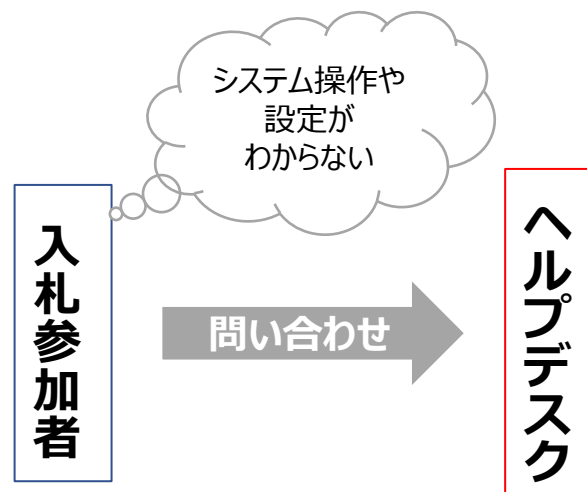 システム操作や
設定が
わからない
入札参加者
問い合わせ
ヘルプデスク